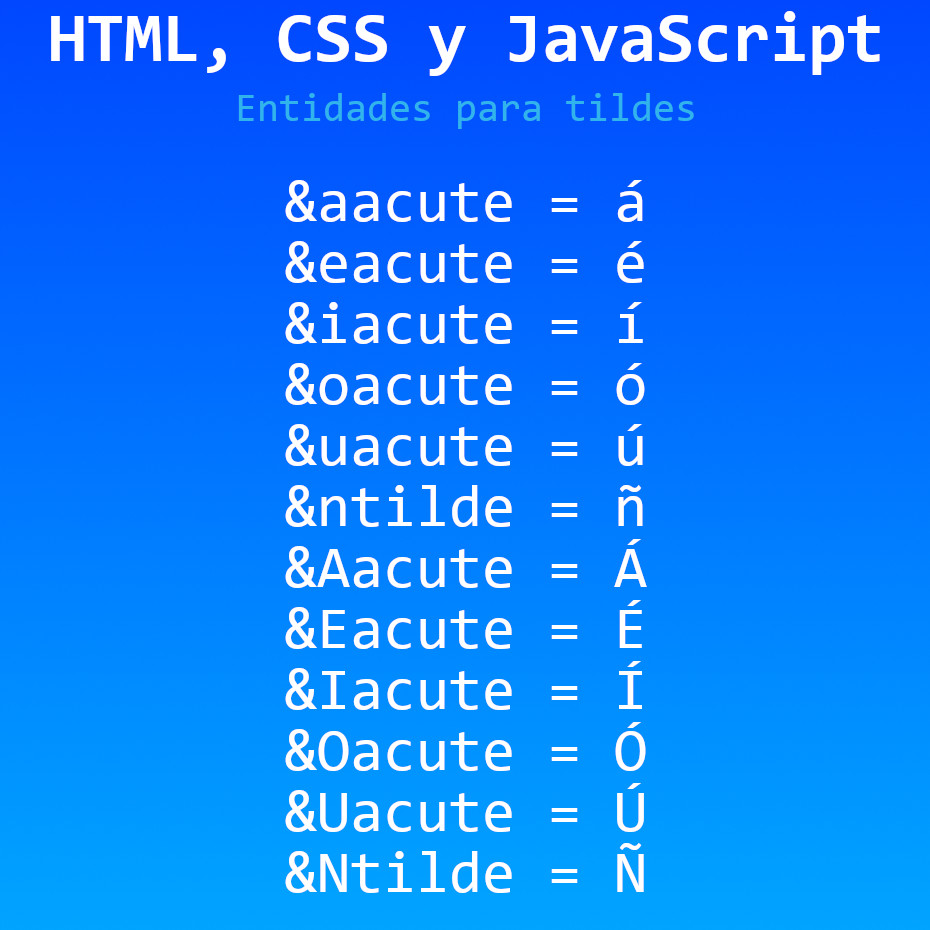 HTML, CSS y JavaScript
Entidades para tildes
&aacute = á
&eacute = é
&iacute = í
&oacute = ó
&uacute = ú
&ntilde = ñ
&Aacute = Á
&Eacute = É
&Iacute = Í
&Oacute = Ó
&Uacute = Ú
&Ntilde = Ñ